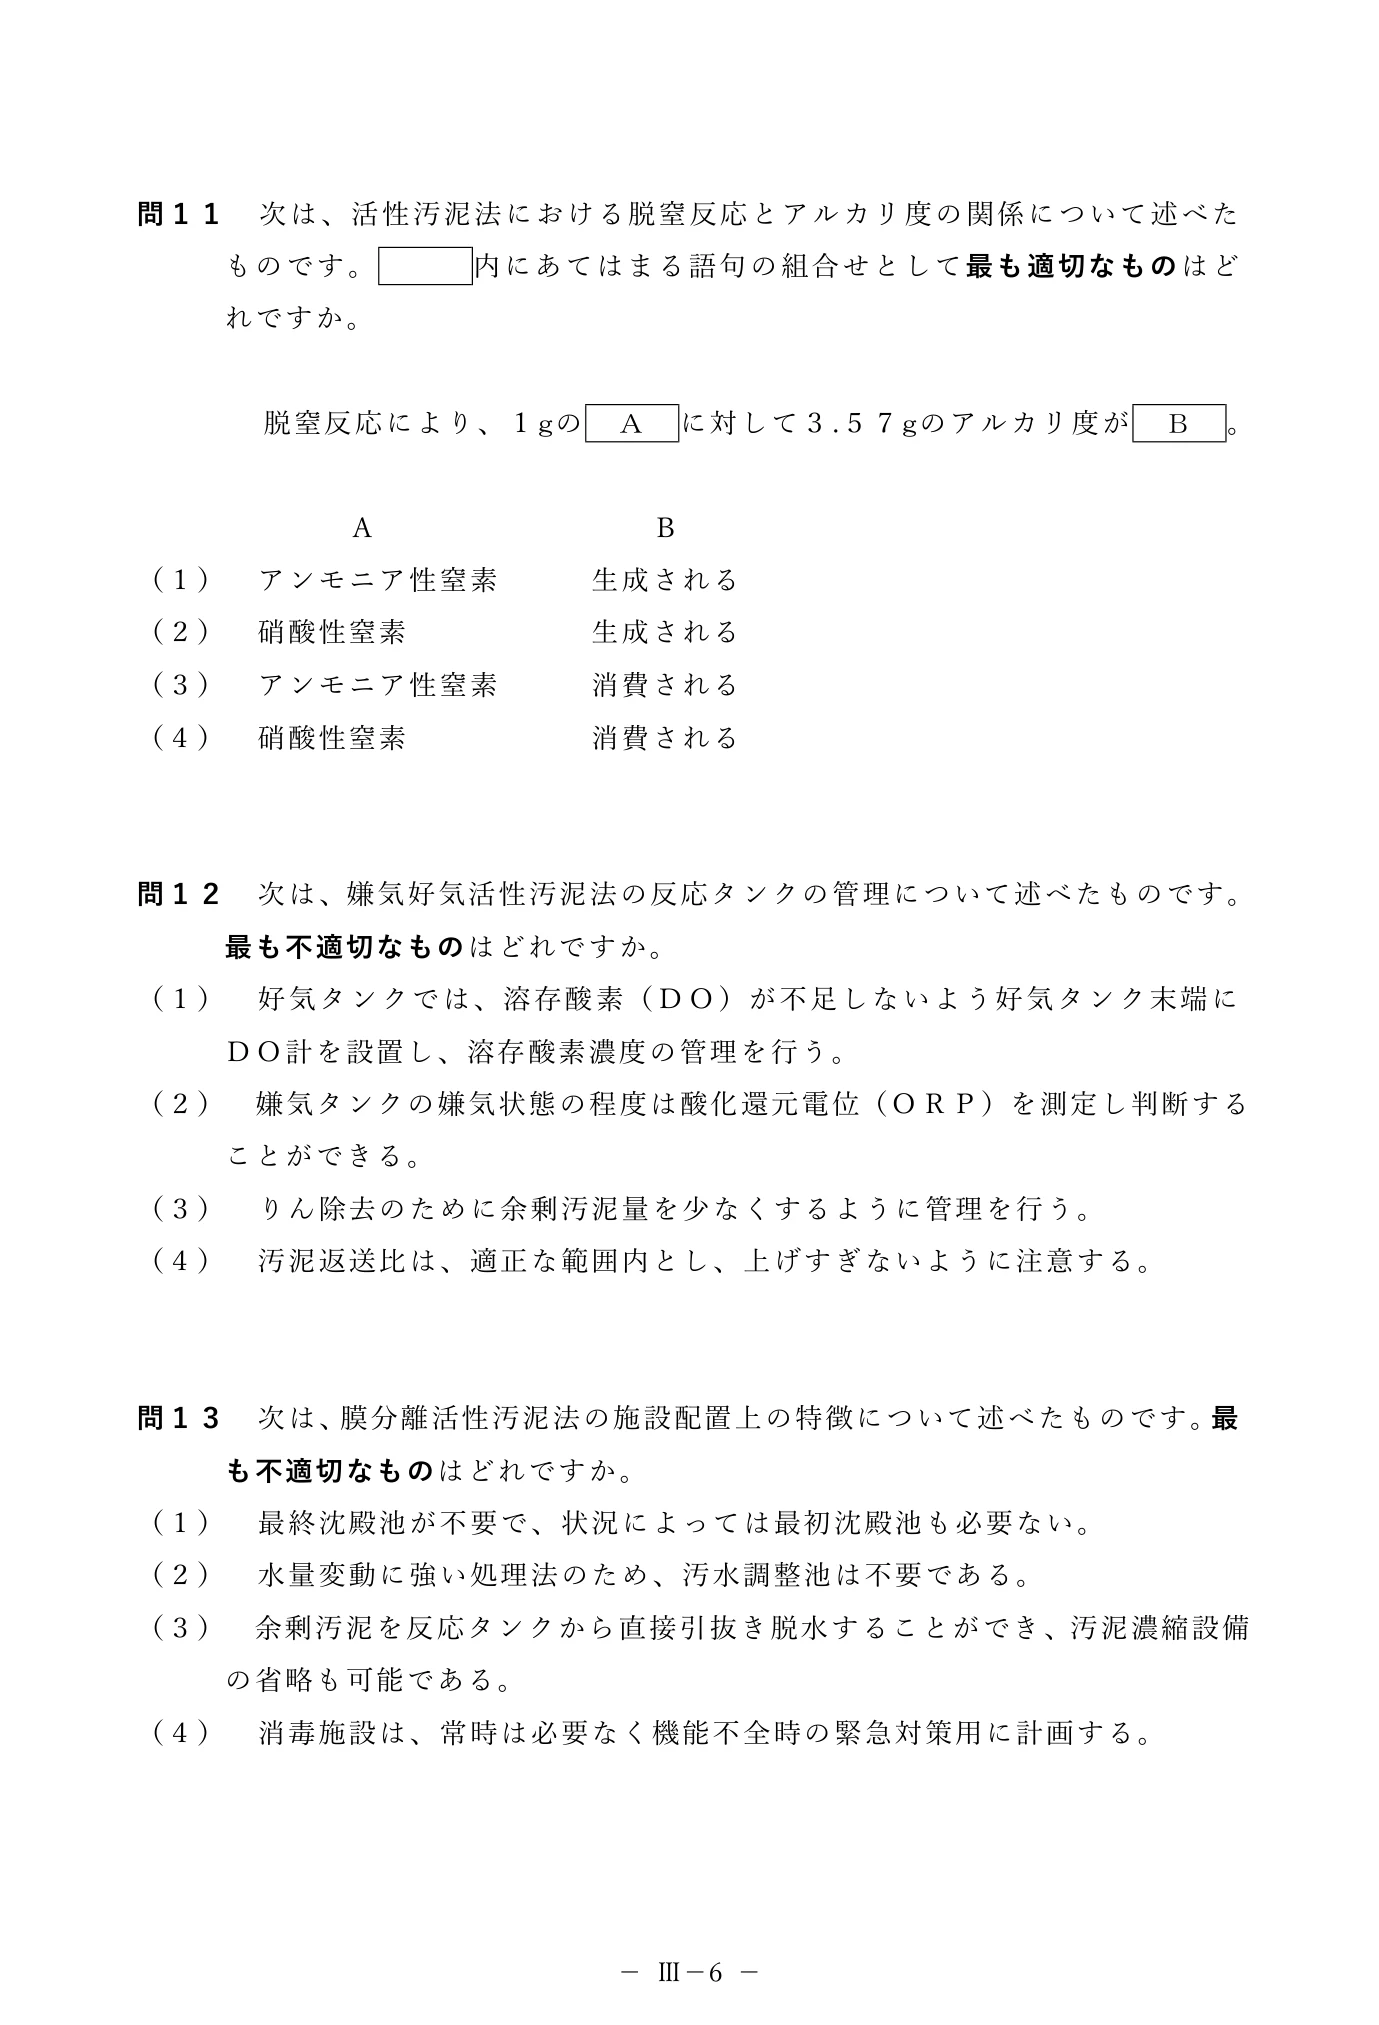 問１１　次は、活性汚泥法における脱窒反応とアルカリ度の関係について述べた
ものです。　　　内にあてはまる語句の組合せとして最も適切なものはど
れですか。
脱窒反応により、１gの A に対して３.５７gのアルカリ度が B 。
A　B
（１）　アンモニア性窒素　生成される
（２）　硝酸性窒素　生成される
（３）　アンモニア性窒素　消費される
（４）　硝酸性窒素　消費される
問１２　次は、嫌気好気活性汚泥法の反応タンクの管理について述べたものです。
最も不適切なものはどれですか。
（１）　好気タンクでは、溶存酸素（ＤＯ）が不足しないよう好気タンク末端に
ＤＯ計を設置し、溶存酸素濃度の管理を行う。
（２）　嫌気タンクの嫌気状態の程度は酸化還元電位（ＯＲＰ）を測定し判断する
ことができる。
（３）　りん除去のために余剰汚泥量を少なくするように管理を行う。
（４）　汚泥返送比は、適正な範囲内とし、上げすぎないように注意する。
問１３　次は、膜分離活性汚泥法の施設配置上の特徴について述べたものです。最
も不適切なものはどれですか。
（１）　最終沈殿池が不要で、状況によっては最初沈殿池も必要ない。
（２）　水量変動に強い処理法のため、汚水調整池は不要である。
（３）　余剰汚泥を反応タンクから直接引抜き脱水することができ、汚泥濃縮設備
の省略も可能である。
（４）　消毒施設は、常時は必要なく機能不全時の緊急対策用に計画する。
－ Ⅲ－6 －